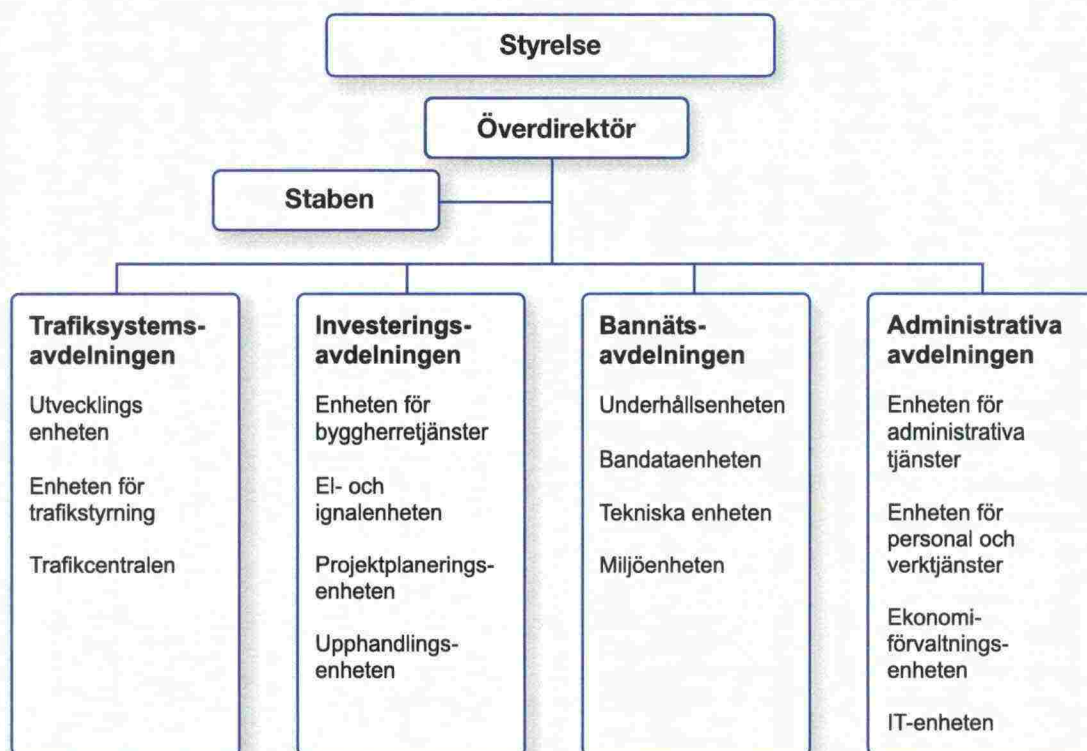 Styrelse
Överdirektör
Staben
Trafiksystems-
avdelningen
Utvecklings
enheten
Enheten för
trafikstyrning
Trafikcentralen
Investerings-
avdelningen
Enheten för
byggherretjänster
El- och
ignalenheten
Projektplanerings-
enheten
Upphandlings-
enheten
Bannäts-
avdelningen
Underhållsenheten
Bandataenheten
Tekniska enheten
Miljöenheten
Administrativa
avdelningen
Enheten för
administrativa
tjänster
Enheten för
personal och
verktjänster
Ekonomi-
förvaltnings-
enheten
IT-enheten